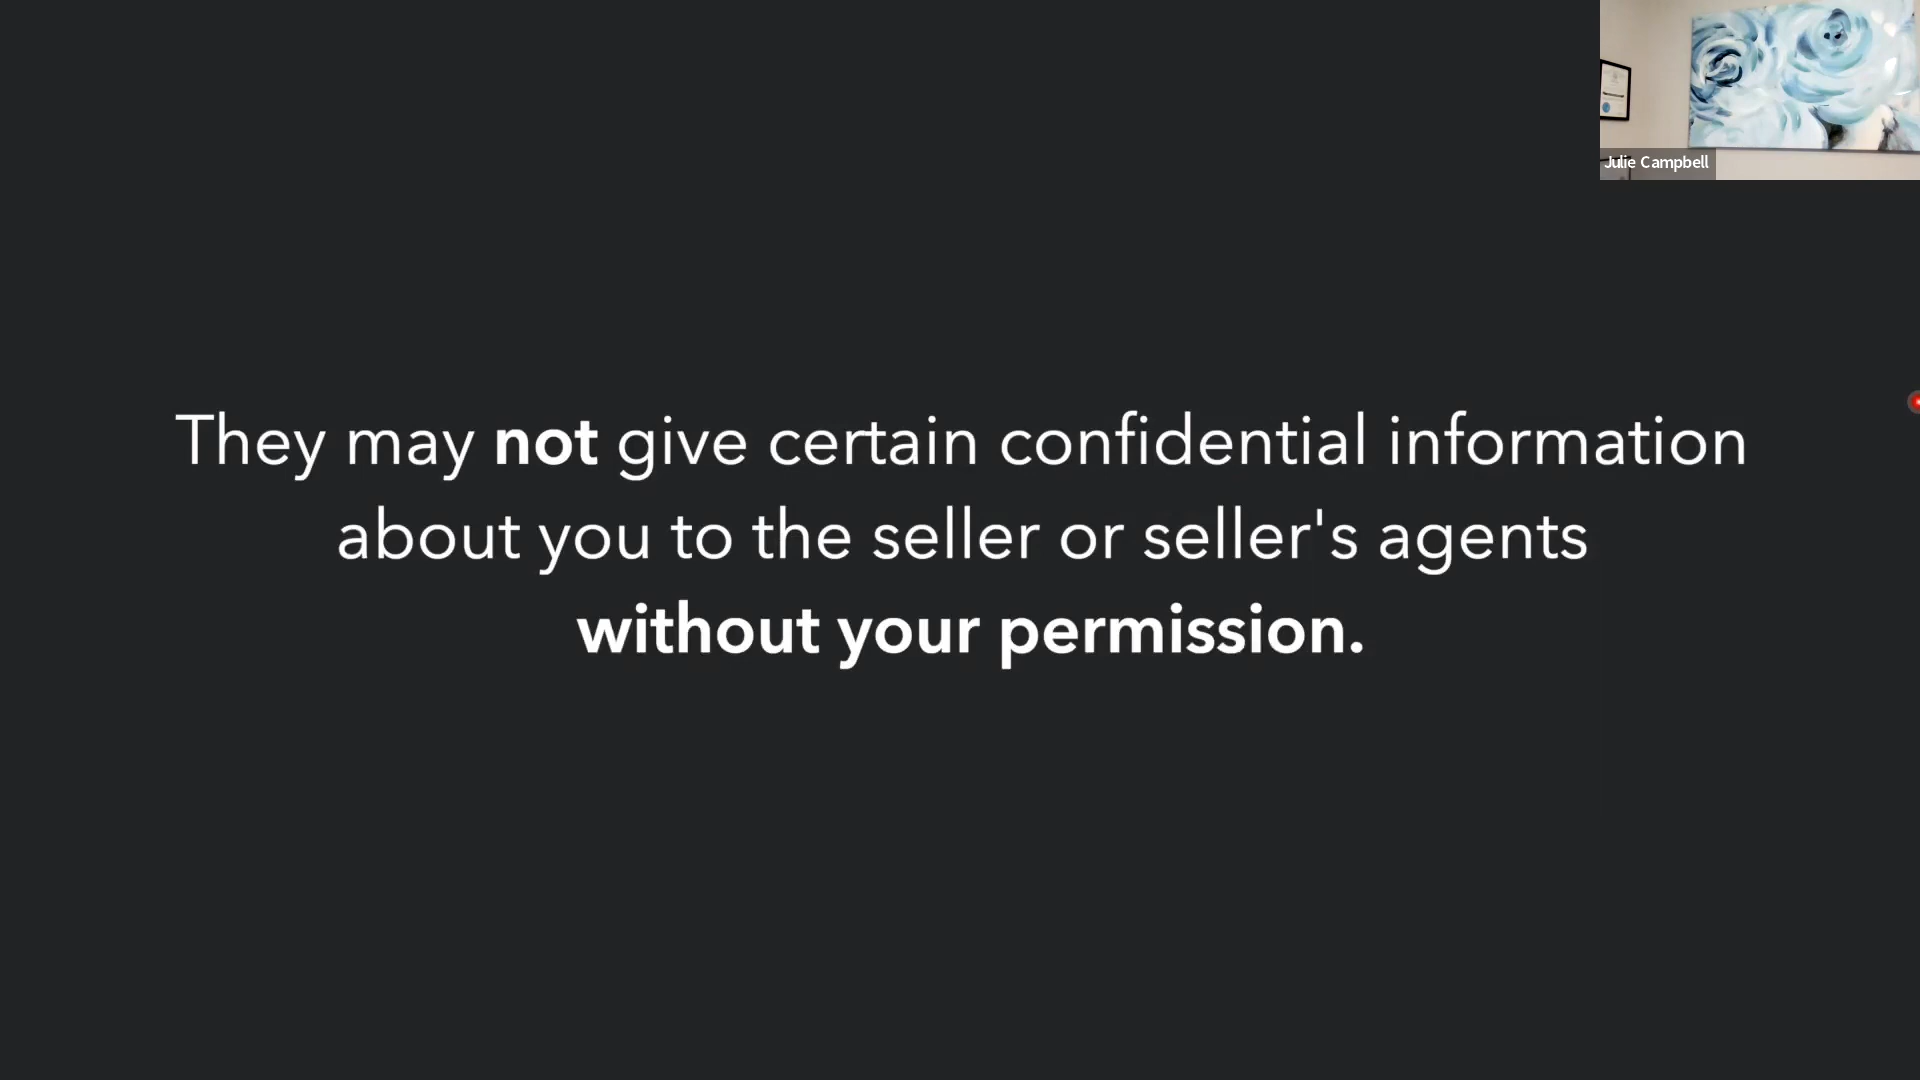 Julie Campbell
They may not give certain confidential information
about you to the seller or seller's agents
without your permission.